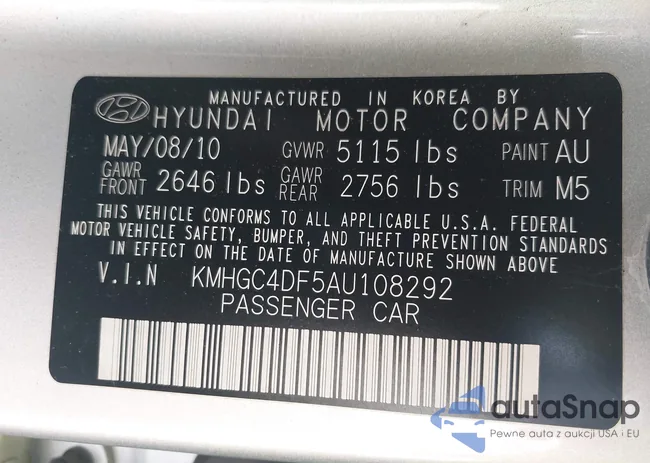 MANUFACTURED IN KOREA BY
HYUNDAI MOTOR COMPANY
MAY/08/10 GVWR 5115 lbs PAINT AU
GAWR FRONT 2646 lbs GAWR REAR 2756 lbs TRIM M5
THIS VEHICLE CONFORMS TO ALL APPLICABLE U.S.A. FEDERAL
MOTOR VEHICLE SAFETY, BUMPER, AND THEFT PREVENTION STANDARDS
IN EFFECT ON THE DATE OF MANUFACTURE SHOWN ABOVE
V.I.N KMHGC4DF5AU108292
PASSENGER CAR
autaSnap
Pewne auta z aukcji USA i EU